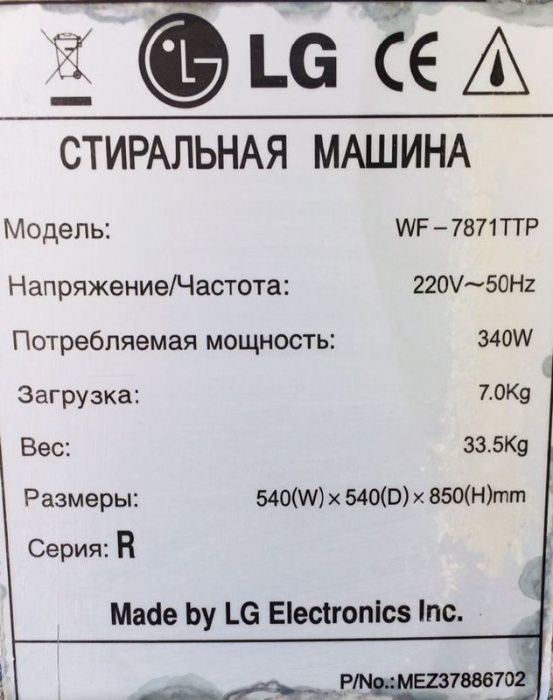 LG CE
СТИРАЛЬНАЯ МАШИНА
Модель: WF-7871TTP
Напряжение/Частота: 220V~50Hz
Потребляемая мощность: 340W
Загрузка: 7.0Kg
Вес: 33.5Kg
Размеры: 540(W)×540(D)×850(H)mm
Серия: R
Made by LG Electronics Inc.
P/No.:MEZ37886702